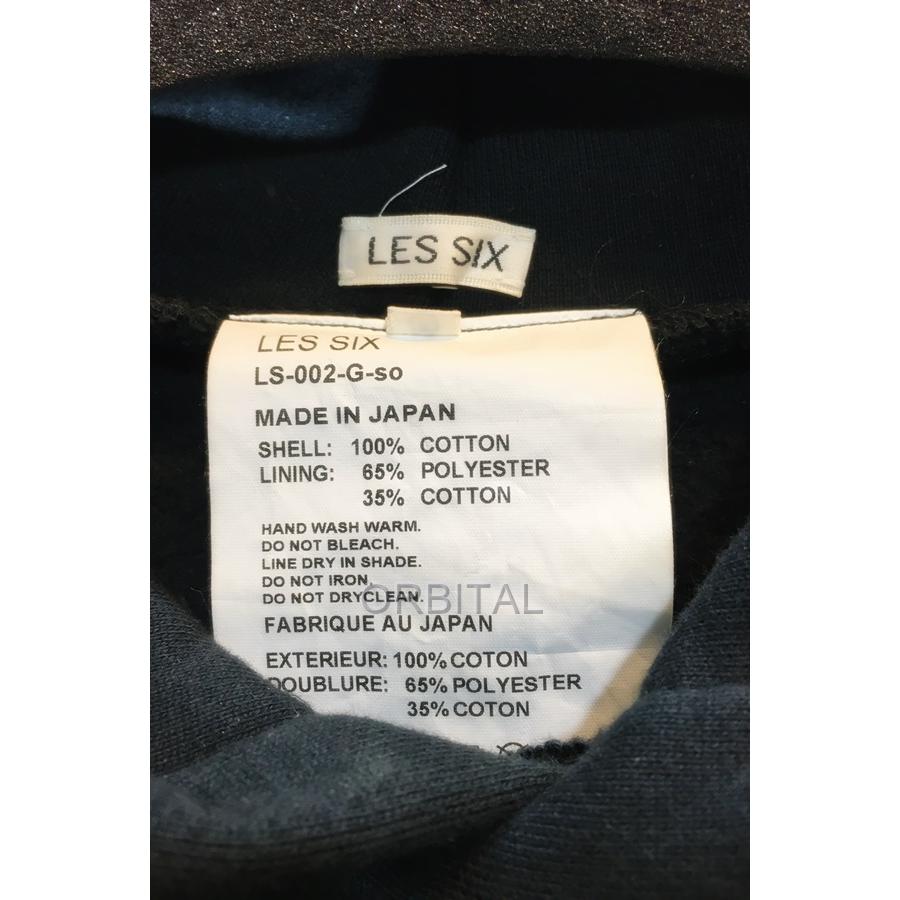 LES SIX
LES SIX
LS-002-G-so
MADE IN JAPAN
SHELL: 100% COTTON
LINING: 65% POLYESTER
35% COTTON
HAND WASH WARM.
DO NOT BLEACH.
LINE DRY IN SHADE.
DO NOT IRON,
DO NOT DRYCLEAN.
ORBITAL
FABRIQUE AU JAPAN
EXTERIEUR: 100% COTON
DOUBLURE: 65% POLYESTER
35% COTON